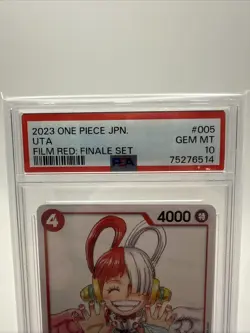 2023 ONE PIECE JPN. #005
UTA GEM MT
FILM RED: FINALE SET 10
PSA 75276514
4 4000